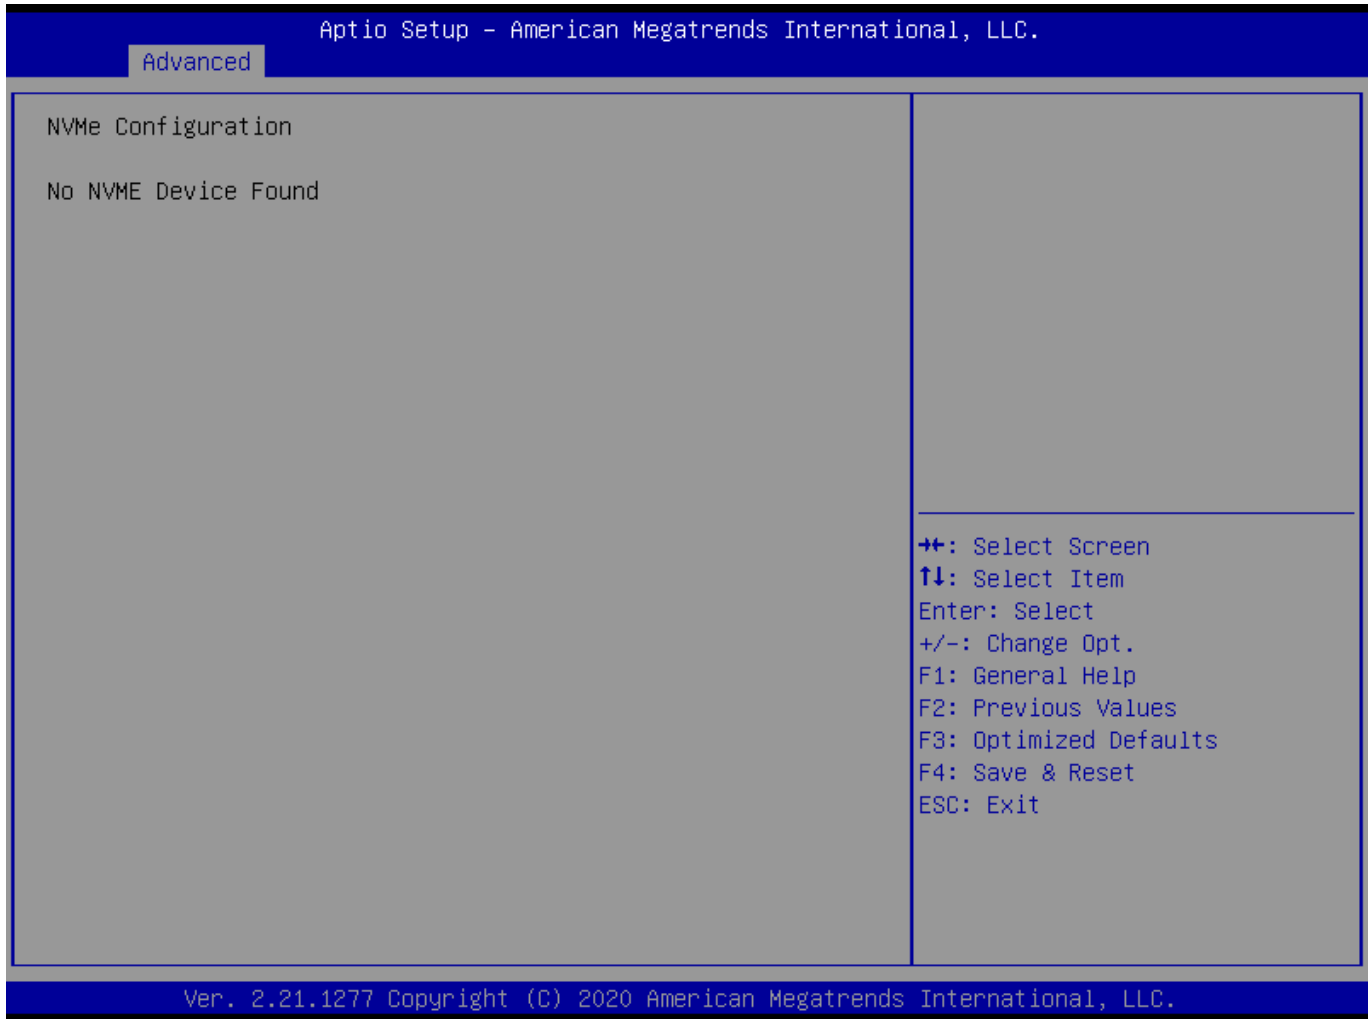 Aptio Setup – American Megatrends International, LLC.
Advanced
NVMe Configuration
No NVME Device Found
→←: Select Screen
↑↓: Select Item
Enter: Select
+/-: Change Opt.
F1: General Help
F2: Previous Values
F3: Optimized Defaults
F4: Save & Reset
ESC: Exit
Ver. 2.21.1277 Copyright (C) 2020 American Megatrends International, LLC.